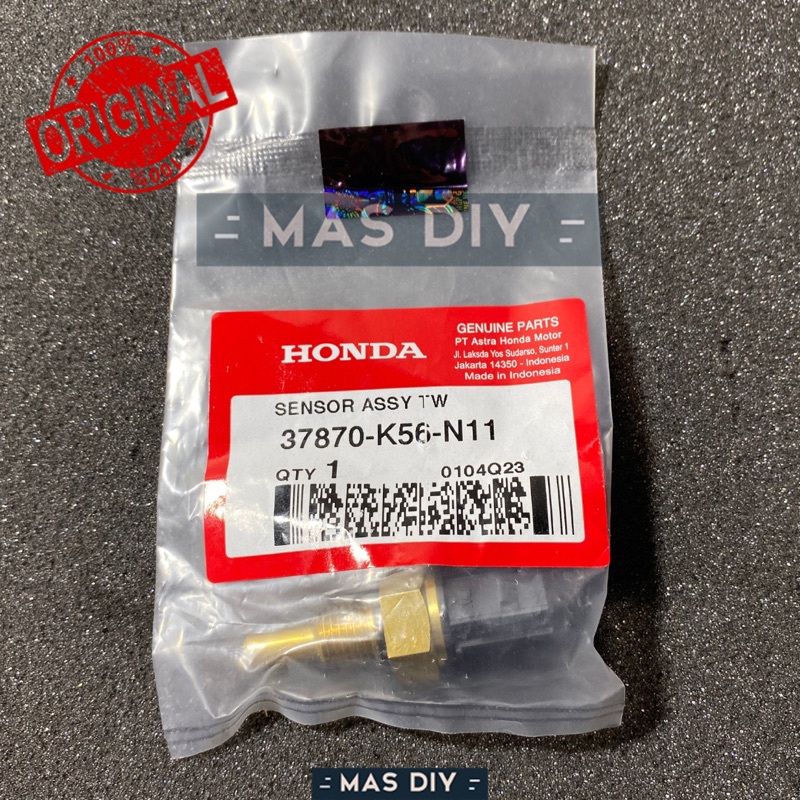 100%
ORIGINAL
100%
MAS DIY
HONDA
GENUINE PARTS
PT Astra Honda Motor
Jl. Laksda Yos Sudarso, Sunter 1
Jakarta 14350 - Indonesia
Made in Indonesia
SENSOR ASSY TW
37870-K56-N11
QTY 1 0104Q23
MAS DIY